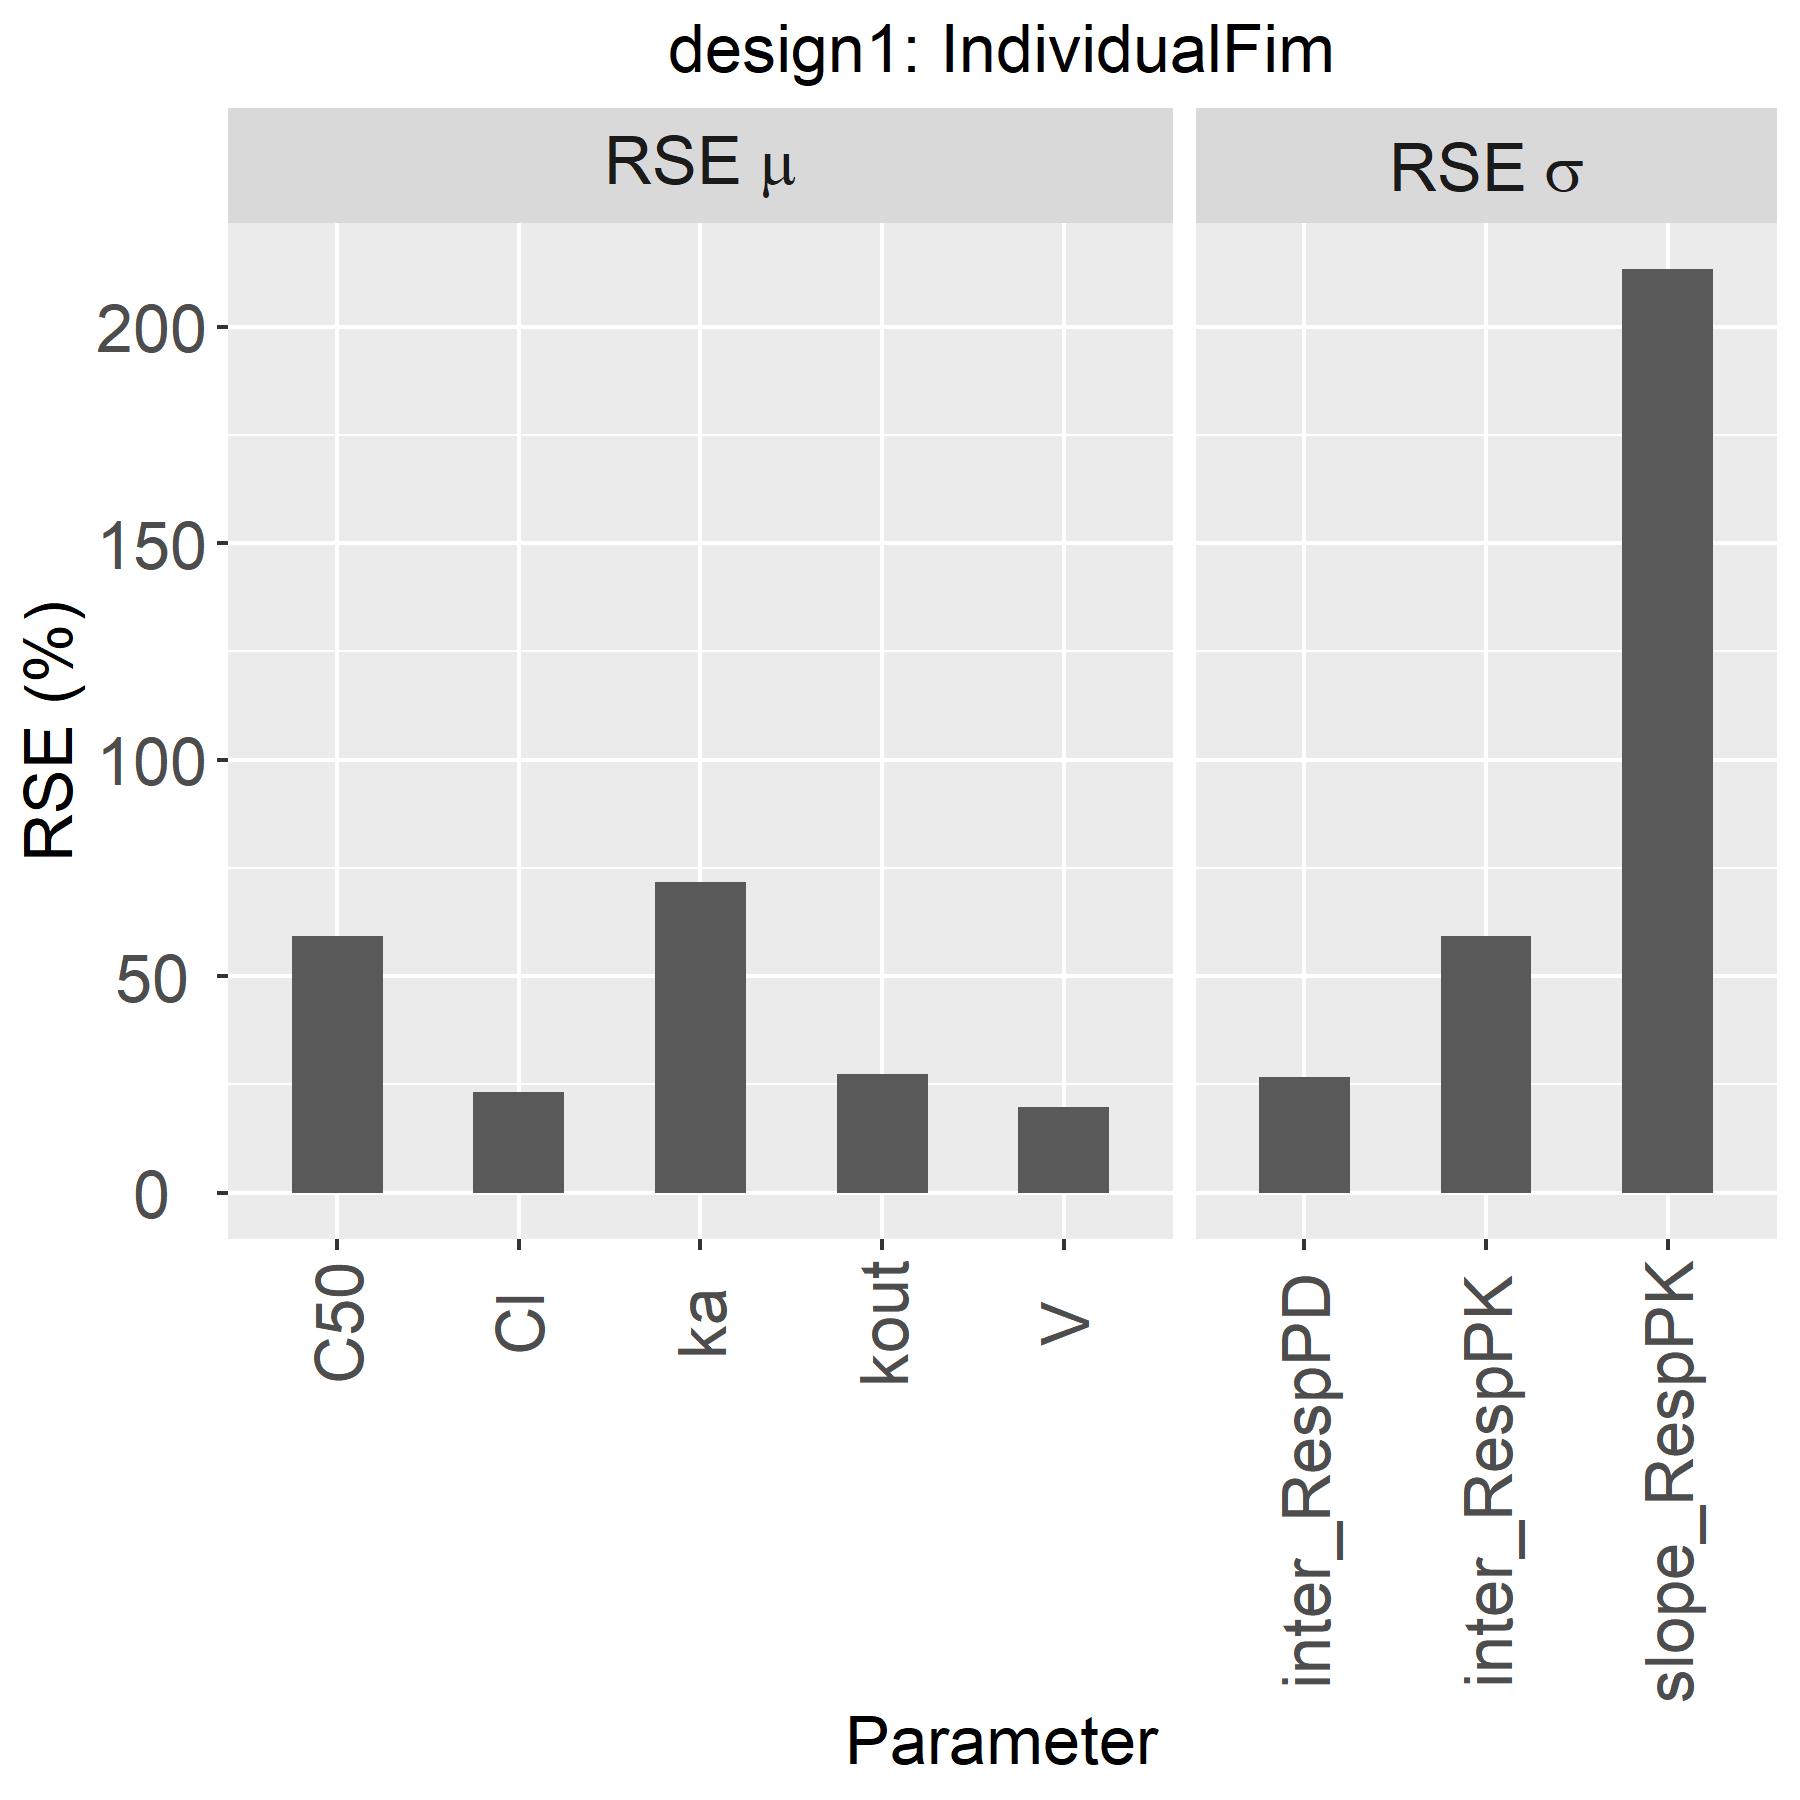 design1: IndividualFim
RSE μ
RSE σ
RSE (%)
200
150
100
50
0
C50
Cl
ka
kout
V
inter_RespPD
inter_RespPK
slope_RespPK
Parameter